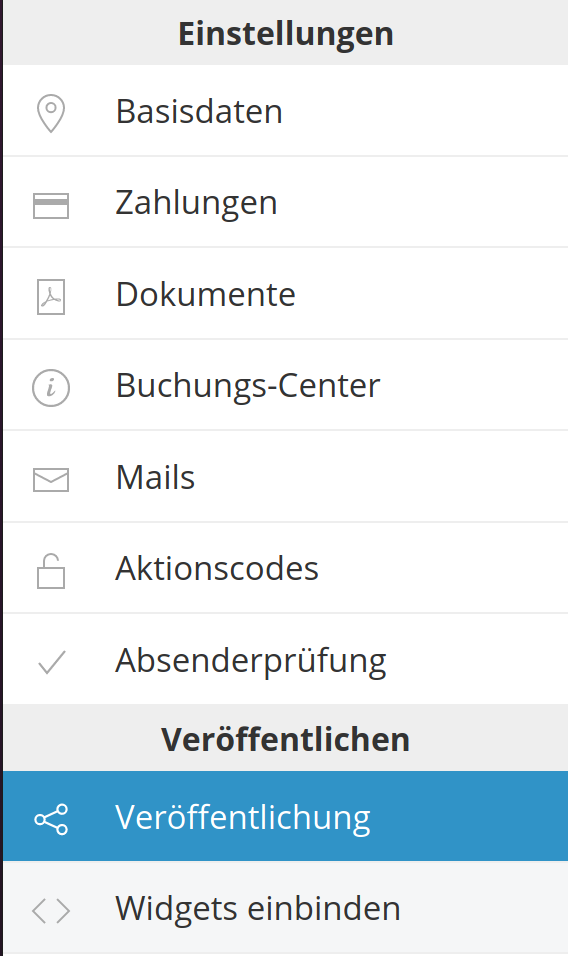 Einstellungen
Basisdaten
Zahlungen
Dokumente
Buchungs-Center
Mails
Aktionscodes
Absenderprüfung
Veröffentlichen
Veröffentlichung
Widgets einbinden